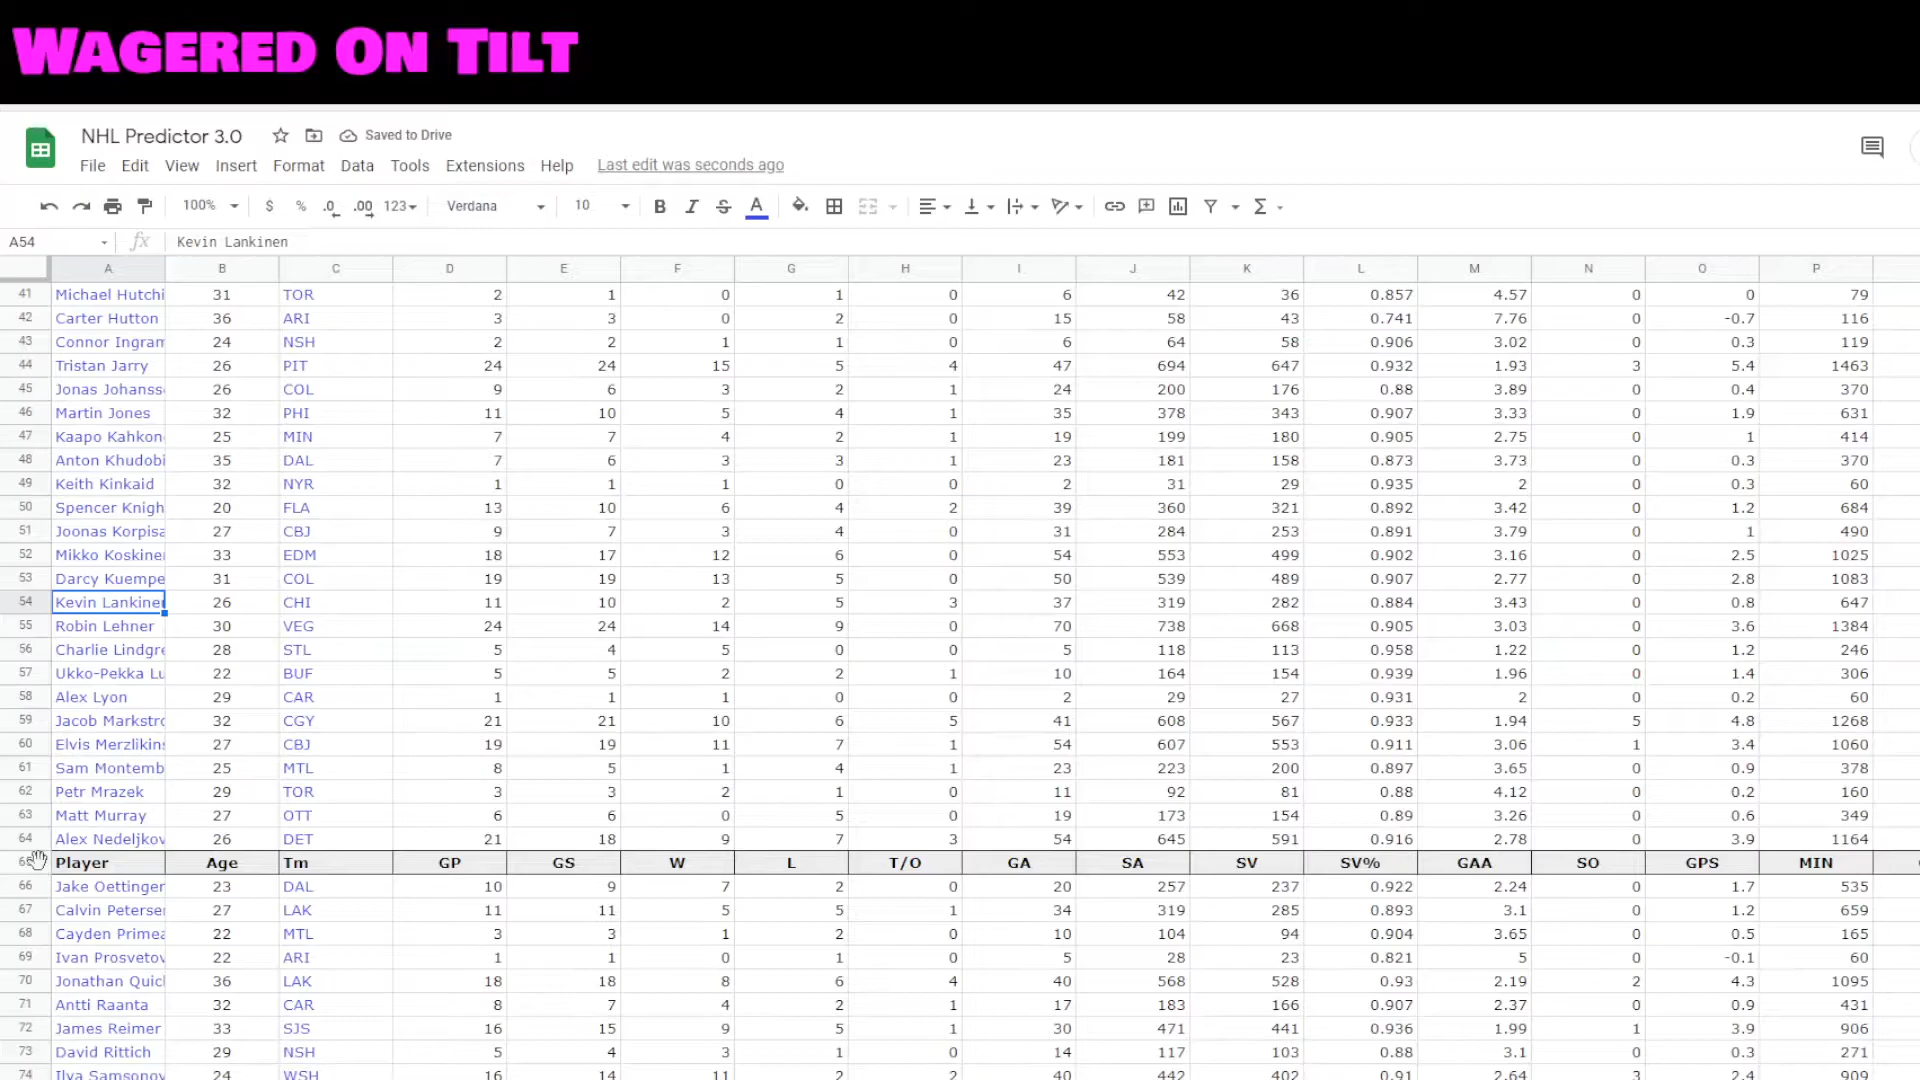 WAGERED ON TILT
NHL Predictor 3.0 Saved to Drive
File Edit View Insert Format Data Tools Extensions Help Last edit was seconds ago
100% $ % .0 .00 123 Verdana 10 B I S A Σ
A54 fx Kevin Lankinen
A B C D E F G H I J K L M N O P
41 Michael Hutchi 31 TOR 2 1 0 1 0 6 42 36 0.857 4.57 0 0 79
42 Carter Hutton 36 ARI 3 3 0 2 0 15 58 43 0.741 7.76 0 -0.7 116
43 Connor Ingram 24 NSH 2 2 1 1 0 6 64 58 0.906 3.02 0 0.3 119
44 Tristan Jarry 26 PIT 24 24 15 5 4 47 694 647 0.932 1.93 3 5.4 1463
45 Jonas Johanss 26 COL 9 6 3 2 1 24 200 176 0.88 3.89 0 0.4 370
46 Martin Jones 32 PHI 11 10 5 4 1 35 378 343 0.907 3.33 0 1.9 631
47 Kaapo Kahkon 25 MIN 7 7 4 2 1 19 199 180 0.905 2.75 0 1 414
48 Anton Khudobi 35 DAL 7 6 3 3 1 23 181 158 0.873 3.73 0 0.3 370
49 Keith Kinkaid 32 NYR 1 1 1 0 0 2 31 29 0.935 2 0 0.3 60
50 Spencer Knigh 20 FLA 13 10 6 4 2 39 360 321 0.892 3.42 0 1.2 684
51 Joonas Korpisa 27 CBJ 9 7 3 4 0 31 284 253 0.891 3.79 0 1 490
52 Mikko Koskine 33 EDM 18 17 12 6 0 54 553 499 0.902 3.16 0 2.5 1025
53 Darcy Kuempe 31 COL 19 19 13 5 0 50 539 489 0.907 2.77 0 2.8 1083
54 Kevin Lankinen 26 CHI 11 10 2 5 3 37 319 282 0.884 3.43 0 0.8 647
55 Robin Lehner 30 VEG 24 24 14 9 0 70 738 668 0.905 3.03 0 3.6 1384
56 Charlie Lindgre 28 STL 5 4 5 0 0 5 118 113 0.958 1.22 0 1.2 246
57 Ukko-Pekka Lu 22 BUF 5 5 2 2 1 10 164 154 0.939 1.96 0 1.4 306
58 Alex Lyon 29 CAR 1 1 1 0 0 2 29 27 0.931 2 0 0.2 60
59 Jacob Markstro 32 CGY 21 21 10 6 5 41 608 567 0.933 1.94 5 4.8 1268
60 Elvis Merzlikins 27 CBJ 19 19 11 7 1 54 607 553 0.911 3.06 1 3.4 1060
61 Sam Montemb 25 MTL 8 5 1 4 1 23 223 200 0.897 3.65 0 0.9 378
62 Petr Mrazek 29 TOR 3 3 2 1 0 11 92 81 0.88 4.12 0 0.2 160
63 Matt Murray 27 OTT 6 6 0 5 0 19 173 154 0.89 3.26 0 0.6 349
64 Alex Nedeljkov 26 DET 21 18 9 7 3 54 645 591 0.916 2.78 0 3.9 1164
Player Age Tm GP GS W L T/O GA SA SV SV% GAA SO GPS MIN
66 Jake Oettinger 23 DAL 10 9 7 2 0 20 257 237 0.922 2.24 0 1.7 535
67 Calvin Peterse 27 LAK 11 11 5 5 1 34 319 285 0.893 3.1 0 1.2 659
68 Cayden Primea 22 MTL 3 3 1 2 0 10 104 94 0.904 3.65 0 0.5 165
69 Ivan Prosvetov 22 ARI 1 1 0 1 0 5 28 23 0.821 5 0 -0.1 60
70 Jonathan Quic 36 LAK 18 18 8 6 4 40 568 528 0.93 2.19 2 4.3 1095
71 Antti Raanta 32 CAR 8 7 4 2 1 17 183 166 0.907 2.37 0 0.9 431
72 James Reimer 33 SJS 16 15 9 5 1 30 471 441 0.936 1.99 1 3.9 906
73 David Rittich 29 NSH 5 4 3 1 0 14 117 103 0.88 3.1 0 0.3 271
74 Ilya Samsonov 24 WSH 16 14 11 2 2 40 442 402 0.91 2.64 3 2.4 909